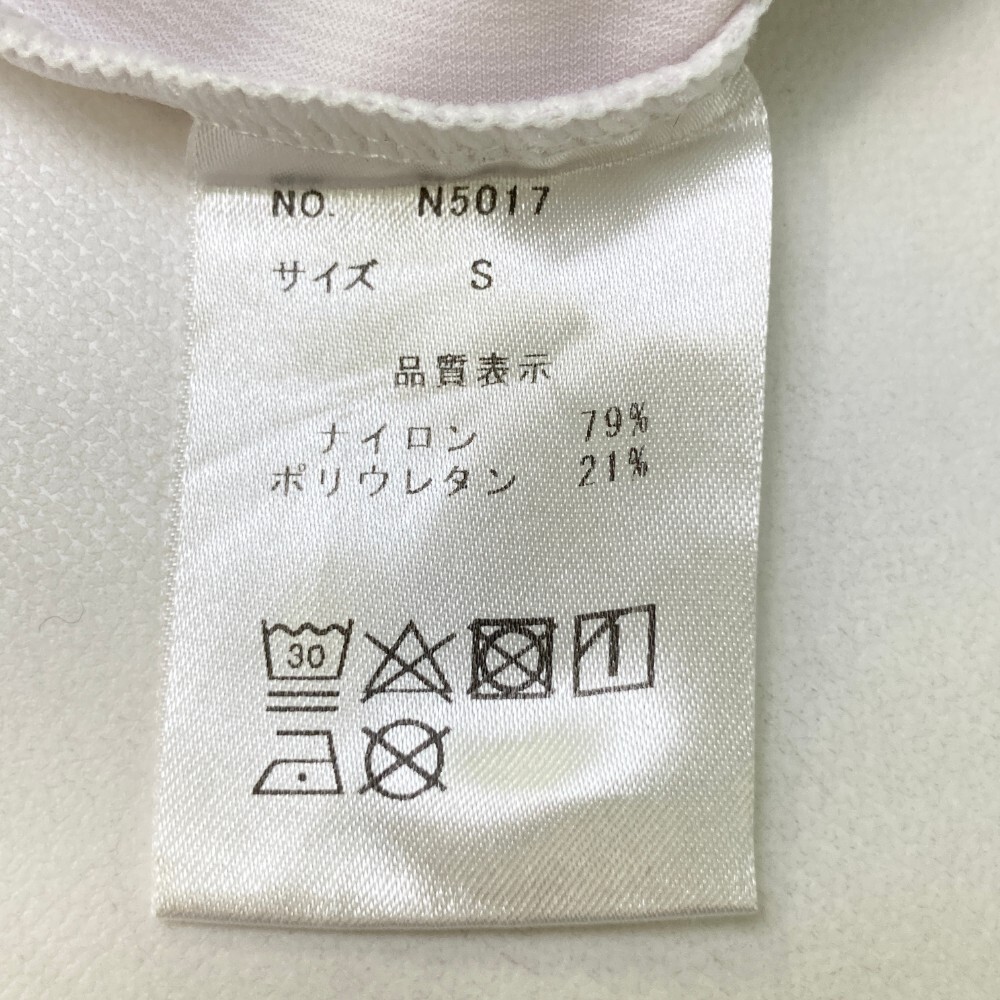 NO. N5017
サイズ S
品質表示
ナイロン 79%
ポリウレタン 21%
30